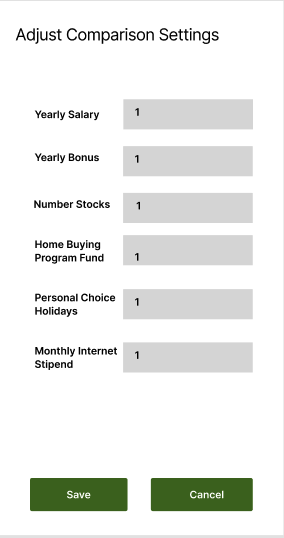 Adjust Comparison Settings
Yearly Salary 1
Yearly Bonus 1
Number Stocks 1
Home Buying
Program Fund 1
Personal Choice 1
Holidays
Monthly Internet 1
Stipend
Save Cancel